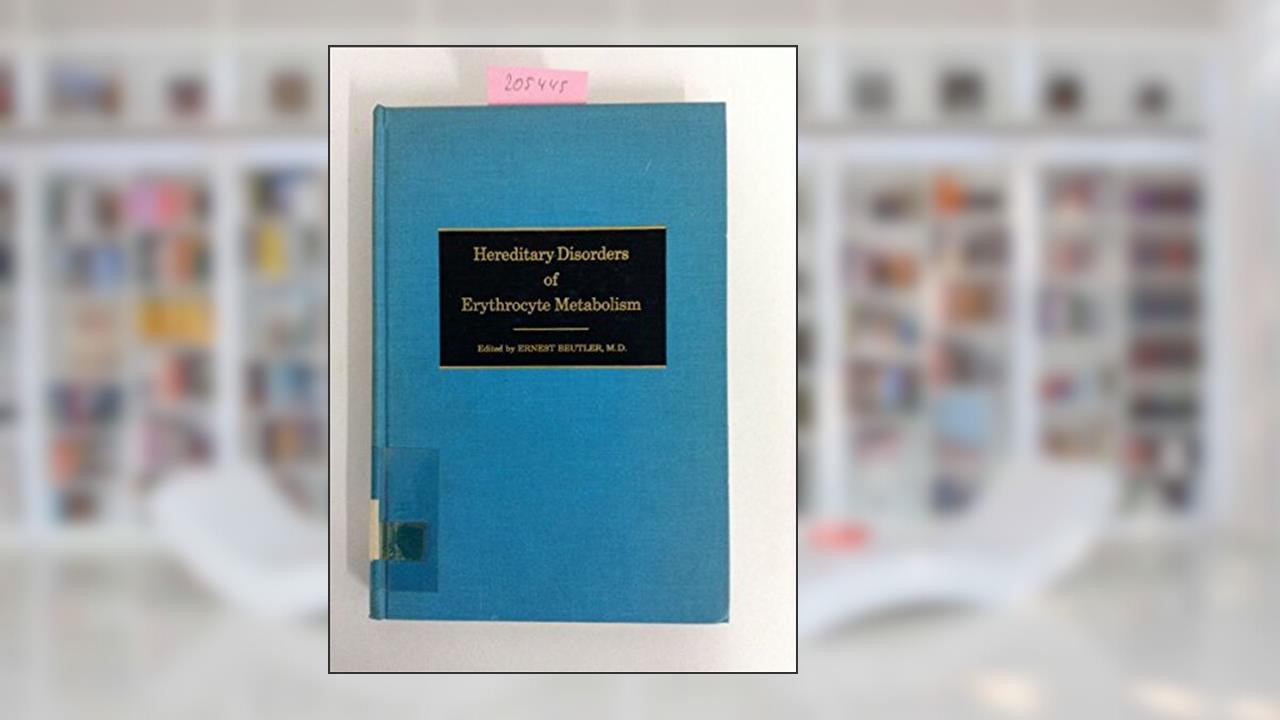 205445
Hereditary Disorders
of
Erythrocyte Metabolism
Edited by ERNEST BEUTLER, M.D.